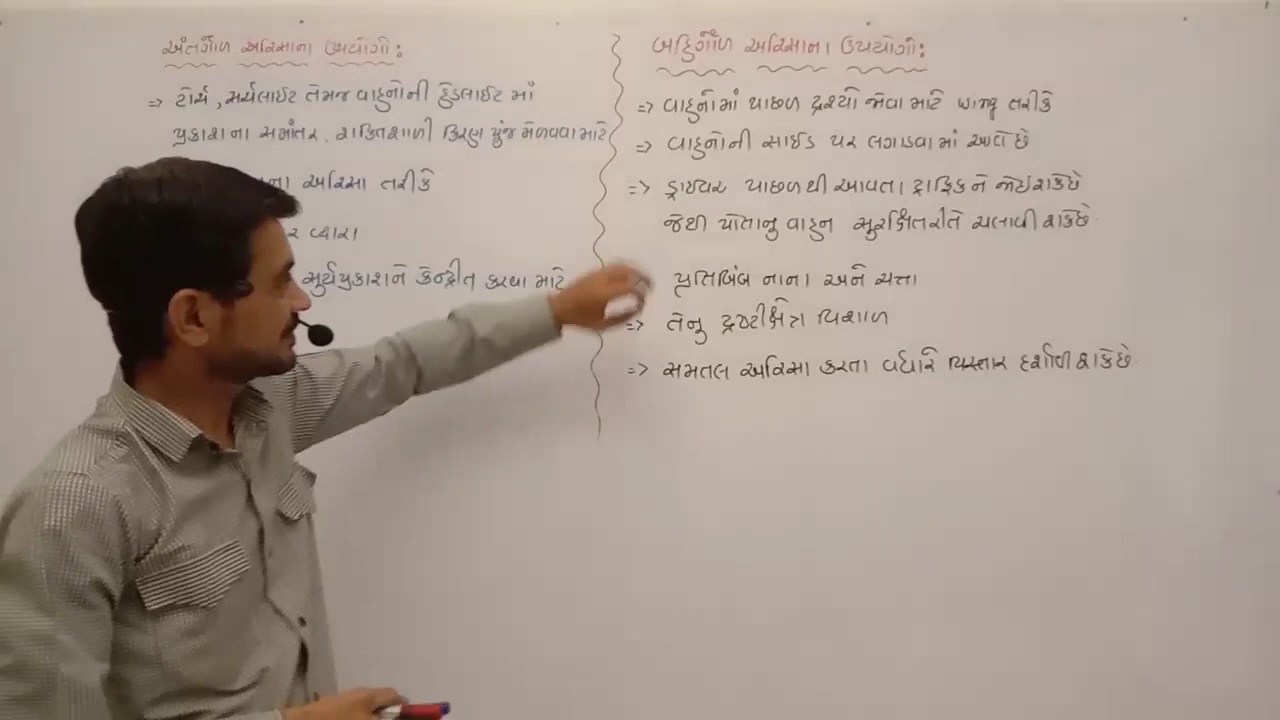 અંતર્ગોળ અરિસાના ઉપયોગો :
=> ટોર્ચ, સર્ચલાઈટ તેમજ વાહનોની હેડલાઈટ માં
પ્રકાશના સમાંતર, શક્તિશાળી કિરણ પુંજ મેળવવા માટે
અરિસા તરીકે
દ્વારા
સુર્યપ્રકાશને કેન્દ્રીત કરવા માટે
બહિર્ગોળ અરિસાના ઉપયોગો :
=> વાહનોમાં પાછળ દ્રશ્યો જોવા માટે wing તરીકે
=> વાહનોની સાઈડ પર લગાડવામાં આવે છે
=> ડ્રાઈવર પાછળથી આવતા ટ્રાફિકને જોઈ શકે છે
જેથી પોતાનુ વાહન સુરક્ષિત રીતે ચલાવી શકે છે.
પ્રતિબિંબ નાના અને ચત્તા
=> તેનુ દ્રષ્ટીક્ષેત્ર વિશાળ
=> સમતલ અરિસા કરતા વધારે વિસ્તાર દર્શાવી શકે છે.